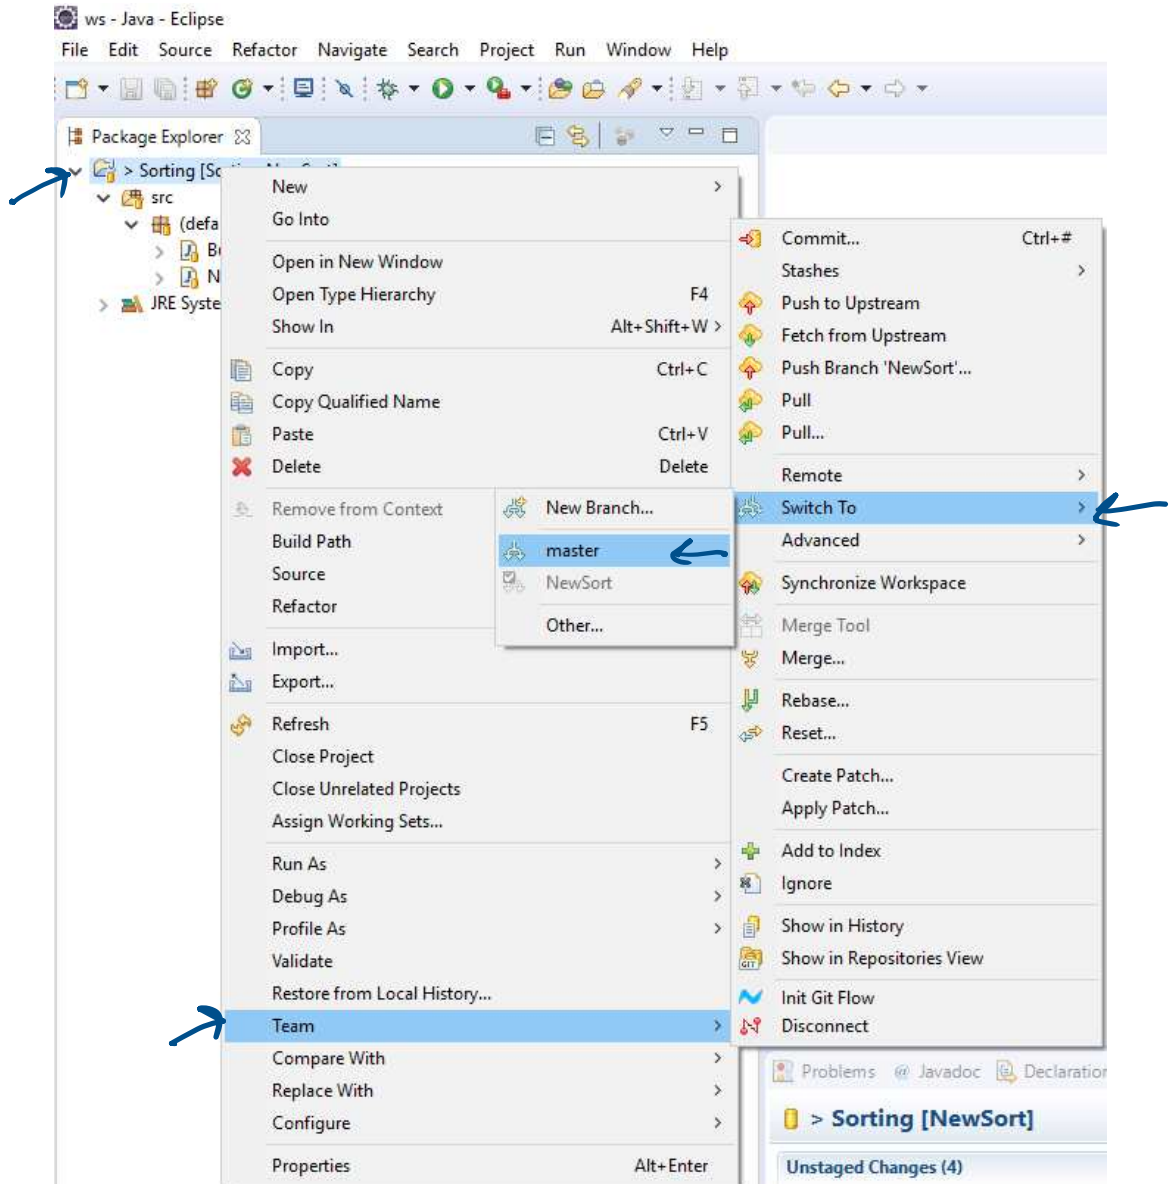 ws - Java - Eclipse
File Edit Source Refactor Navigate Search Project Run Window Help
Package Explorer
> Sorting
src
(defa
JRE Syste
New
Go Into
Open in New Window
Open Type Hierarchy F4
Show In Alt+Shift+W >
Copy Ctrl+C
Copy Qualified Name
Paste Ctrl+V
Delete Delete
Remove from Context
Build Path
Source
Refactor
Import...
Export...
Refresh F5
Close Project
Close Unrelated Projects
Assign Working Sets...
Run As
Debug As
Profile As
Validate
Restore from Local History...
Team
Compare With
Replace With
Configure
Properties Alt+Enter
New Branch...
master
NewSort
Other...
Commit... Ctrl+#
Stashes
Push to Upstream
Fetch from Upstream
Push Branch 'NewSort'...
Pull
Pull...
Remote
Switch To
Advanced
Synchronize Workspace
Merge Tool
Merge...
Rebase...
Reset...
Create Patch...
Apply Patch...
Add to Index
Ignore
Show in History
Show in Repositories View
Init Git Flow
Disconnect
Problems @ Javadoc Declaration
> Sorting [NewSort]
Unstaged Changes (4)